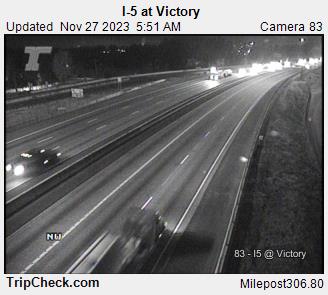 I-5 at Victory
Updated Nov 27 2023 5:51 AM Camera 83
NW
83 - I5 @ Victory
TripCheck.com Milepost306.80